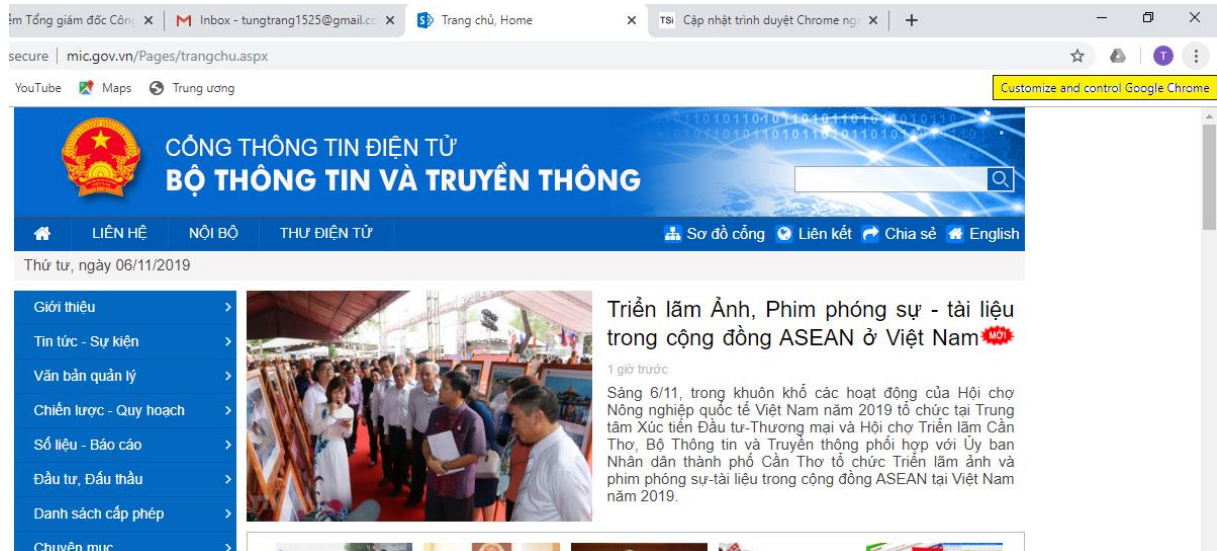 ểm Tổng giám đốc Côn
Inbox - tungtrang1525@gmail.cc
Trang chủ, Home
TSi Cập nhật trình duyệt Chrome ng
secure | mic.gov.vn/Pages/trangchu.aspx
T
YouTube Maps Trung ương
Customize and control Google Chrome
CỔNG THÔNG TIN ĐIỆN TỬ
BỘ THÔNG TIN VÀ TRUYỀN THÔNG
LIÊN HỆ NỘI BỘ THƯ ĐIỆN TỬ
Sơ đồ cổng Liên kết Chia sẻ English
Thứ tư, ngày 06/11/2019
Giới thiệu
Tin tức - Sự kiện
Văn bản quản lý
Chiến lược - Quy hoạch
Số liệu - Báo cáo
Đầu tư, Đấu thầu
Danh sách cấp phép
Chuyên mục
Triển lãm Ảnh, Phim phóng sự - tài liệu
trong cộng đồng ASEAN ở Việt Nam MỚI
1 giờ trước
Sáng 6/11, trong khuôn khổ các hoạt động của Hội chợ
Nông nghiệp quốc tế Việt Nam năm 2019 tổ chức tại Trung
tâm Xúc tiến Đầu tư-Thương mại và Hội chợ Triển lãm Cần
Thơ, Bộ Thông tin và Truyền thông phối hợp với Ủy ban
Nhân dân thành phố Cần Thơ tổ chức Triển lãm ảnh và
phim phóng sự-tài liệu trong cộng đồng ASEAN tại Việt Nam
năm 2019.